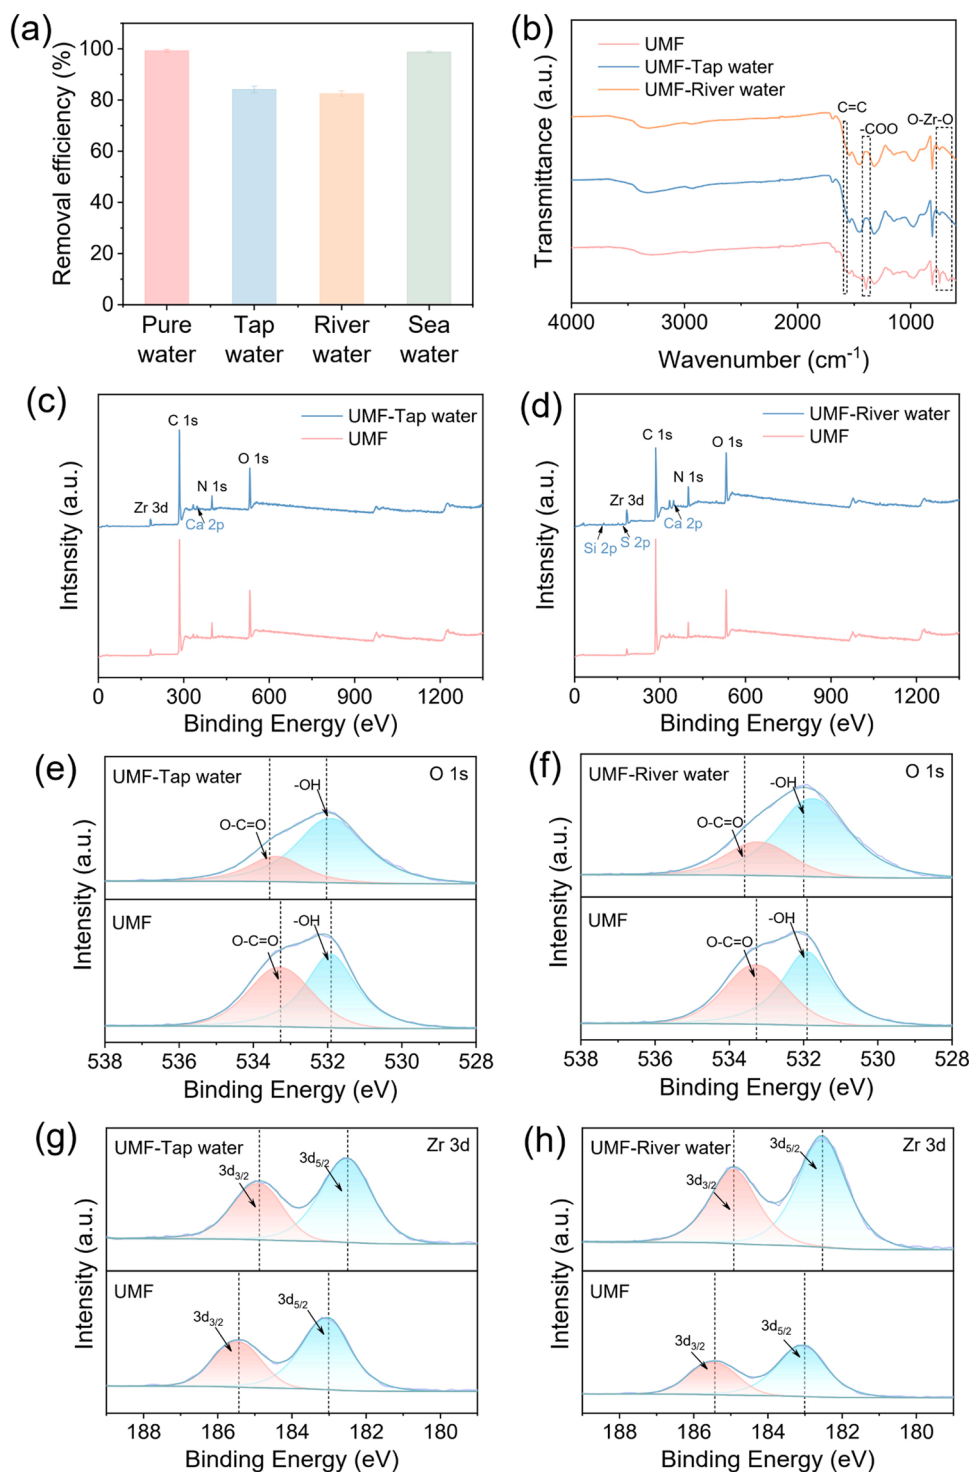 (a)
Removal efficiency (%)
100
80
60
40
20
0
Pure water
Tap water
River water
Sea water
(b)
Transmittance (a.u.)
UMF
UMF-Tap water
UMF-River water
C=C
-COO
O-Zr-O
4000 3000 2000 1000
Wavenumber (cm⁻¹)
(c)
Intsnsity (a.u.)
UMF-Tap water
UMF
C 1s
O 1s
N 1s
Zr 3d
Ca 2p
0 300 600 900 1200
Binding Energy (eV)
(d)
Intsnsity (a.u.)
UMF-River water
UMF
C 1s
O 1s
N 1s
Zr 3d
Ca 2p
Si 2p
S 2p
0 300 600 900 1200
Binding Energy (eV)
(e)
Intensity (a.u.)
UMF-Tap water
O 1s
-OH
O-C=O
UMF
-OH
O-C=O
538 536 534 532 530 528
Binding Energy (eV)
(f)
Intensity (a.u.)
UMF-River water
O 1s
-OH
O-C=O
UMF
-OH
O-C=O
538 536 534 532 530 528
Binding Energy (eV)
(g)
Intensity (a.u.)
UMF-Tap water
Zr 3d
3d₃/₂
3d₅/₂
UMF
3d₃/₂
3d₅/₂
188 186 184 182 180
Binding Energy (eV)
(h)
Intensity (a.u.)
UMF-River water
Zr 3d
3d₅/₂
3d₃/₂
UMF
3d₅/₂
3d₃/₂
188 186 184 182 180
Binding Energy (eV)